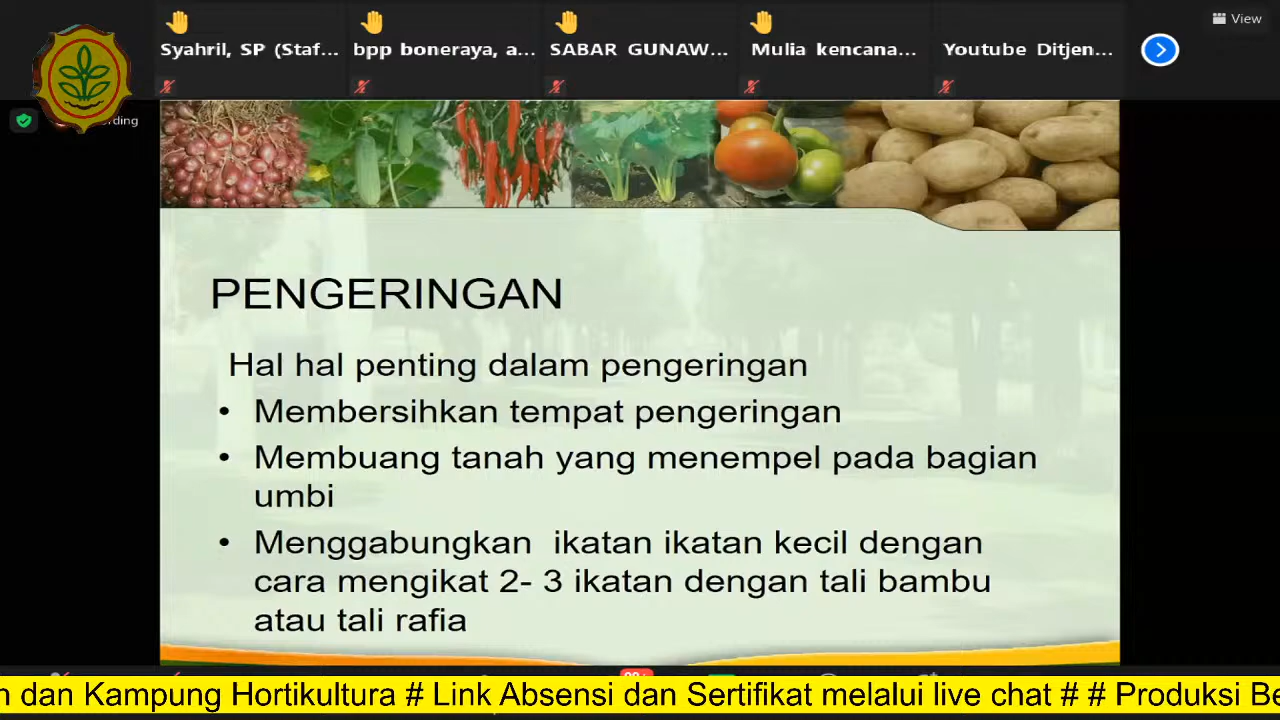 View
Syahril, SP (Staf...
bpp boneraya, a...
SABAR GUNAW...
Mulia kencana...
Youtube Ditjen...
PENGERINGAN
Hal hal penting dalam pengeringan
• Membersihkan tempat pengeringan
• Membuang tanah yang menempel pada bagian
umbi
• Menggabungkan ikatan ikatan kecil dengan
cara mengikat 2- 3 ikatan dengan tali bambu
atau tali rafia
dan Kampung Hortikultura # Link Absensi dan Sertifikat melalui live chat # # Produksi